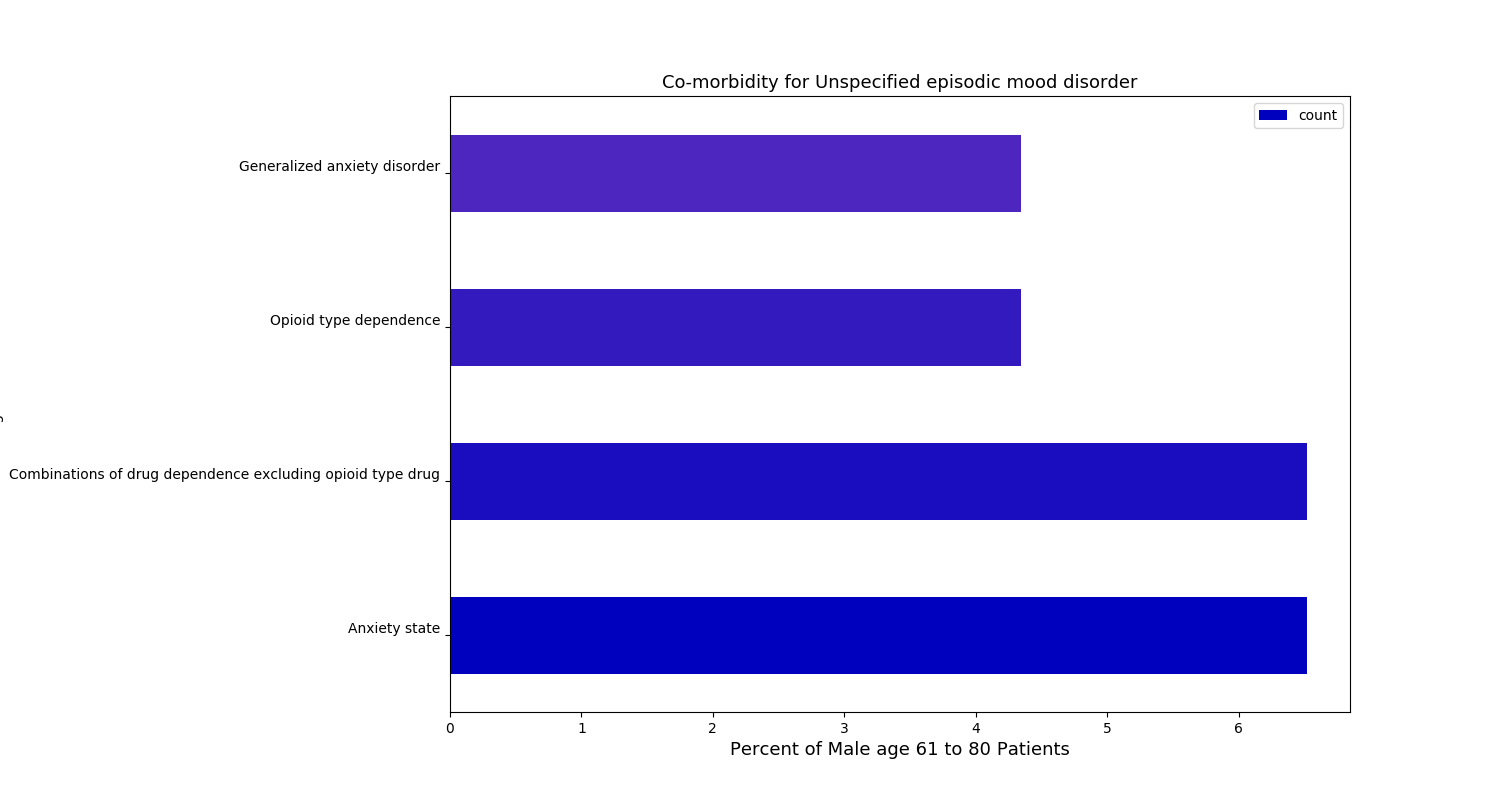 Co-morbidity for Unspecified episodic mood disorder
count
Generalized anxiety disorder
Opioid type dependence
Combinations of drug dependence excluding opioid type drug
Anxiety state
0 1 2 3 4 5 6
Percent of Male age 61 to 80 Patients